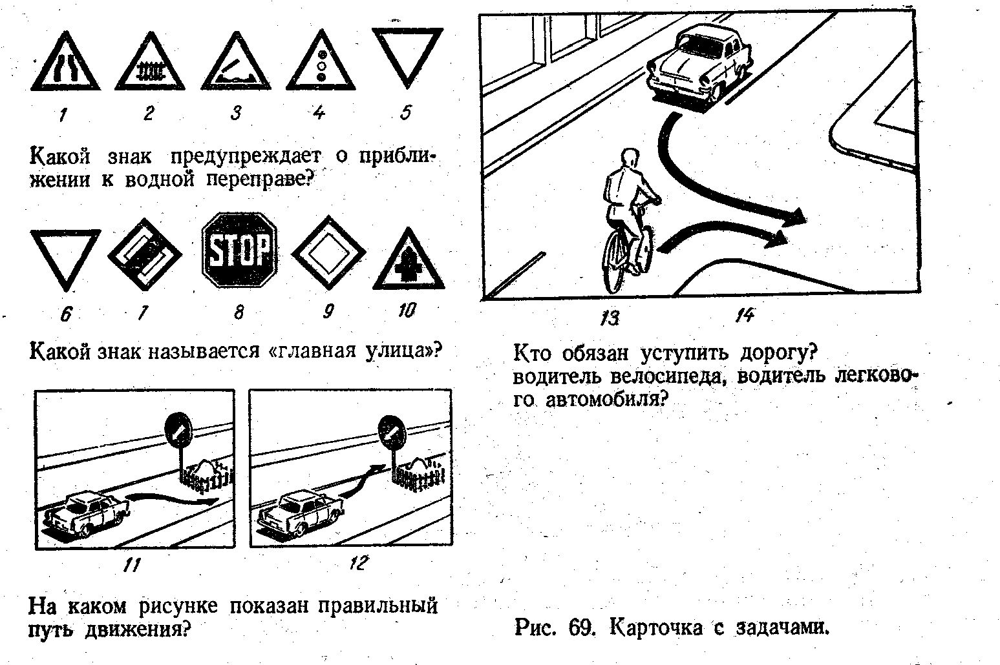 1 2 3 4 5
Какой знак предупреждает о прибли-
жении к водной переправе?
STOP
6 7 8 9 10
Какой знак называется «главная улица»?
11 12
На каком рисунке показан правильный
путь движения?
13 14
Кто обязан уступить дорогу?
водитель велосипеда, водитель легково-
го автомобиля?
Рис. 69. Карточка с задачами.